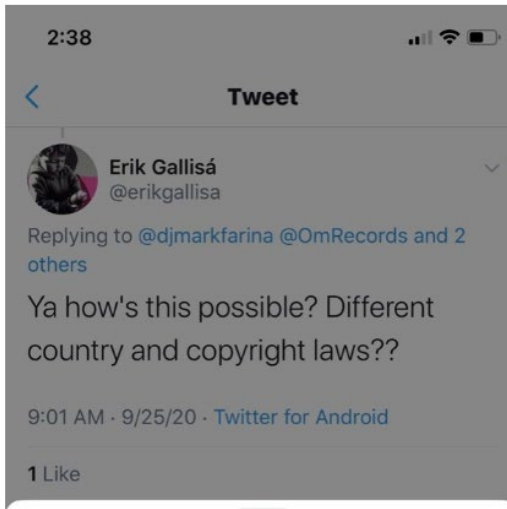 2:38
Tweet
Erik Gallisá
@erikgallisa
Replying to @djmarkfarina @OmRecords and 2
others
Ya how's this possible? Different
country and copyright laws??
9:01 AM · 9/25/20 · Twitter for Android
1 Like